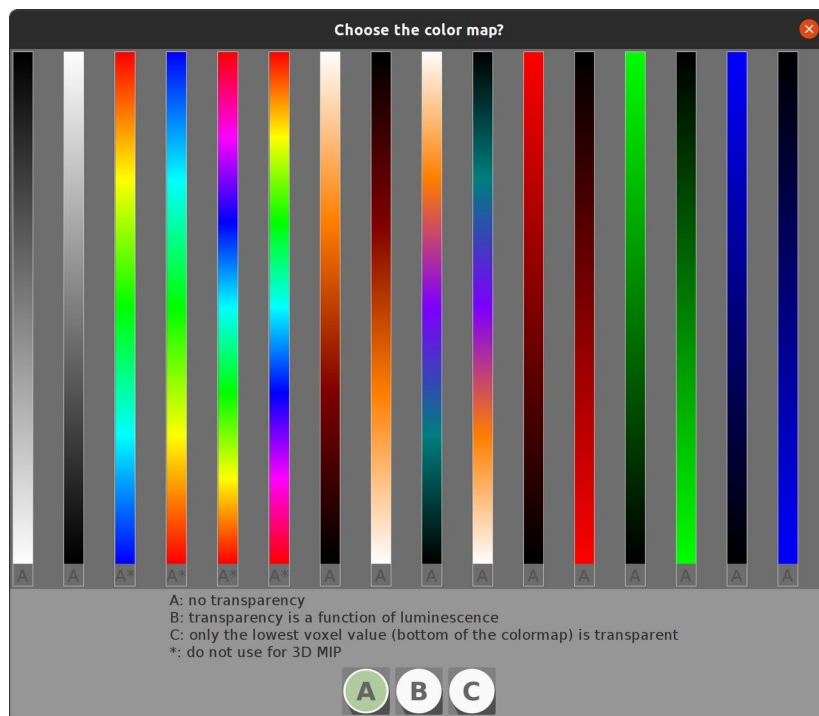 Choose the color map?
A A A* A* A* A* A A A A A A A A A A
A: no transparency
B: transparency is a function of luminescence
C: only the lowest voxel value (bottom of the colormap) is transparent
*: do not use for 3D MIP
A B C